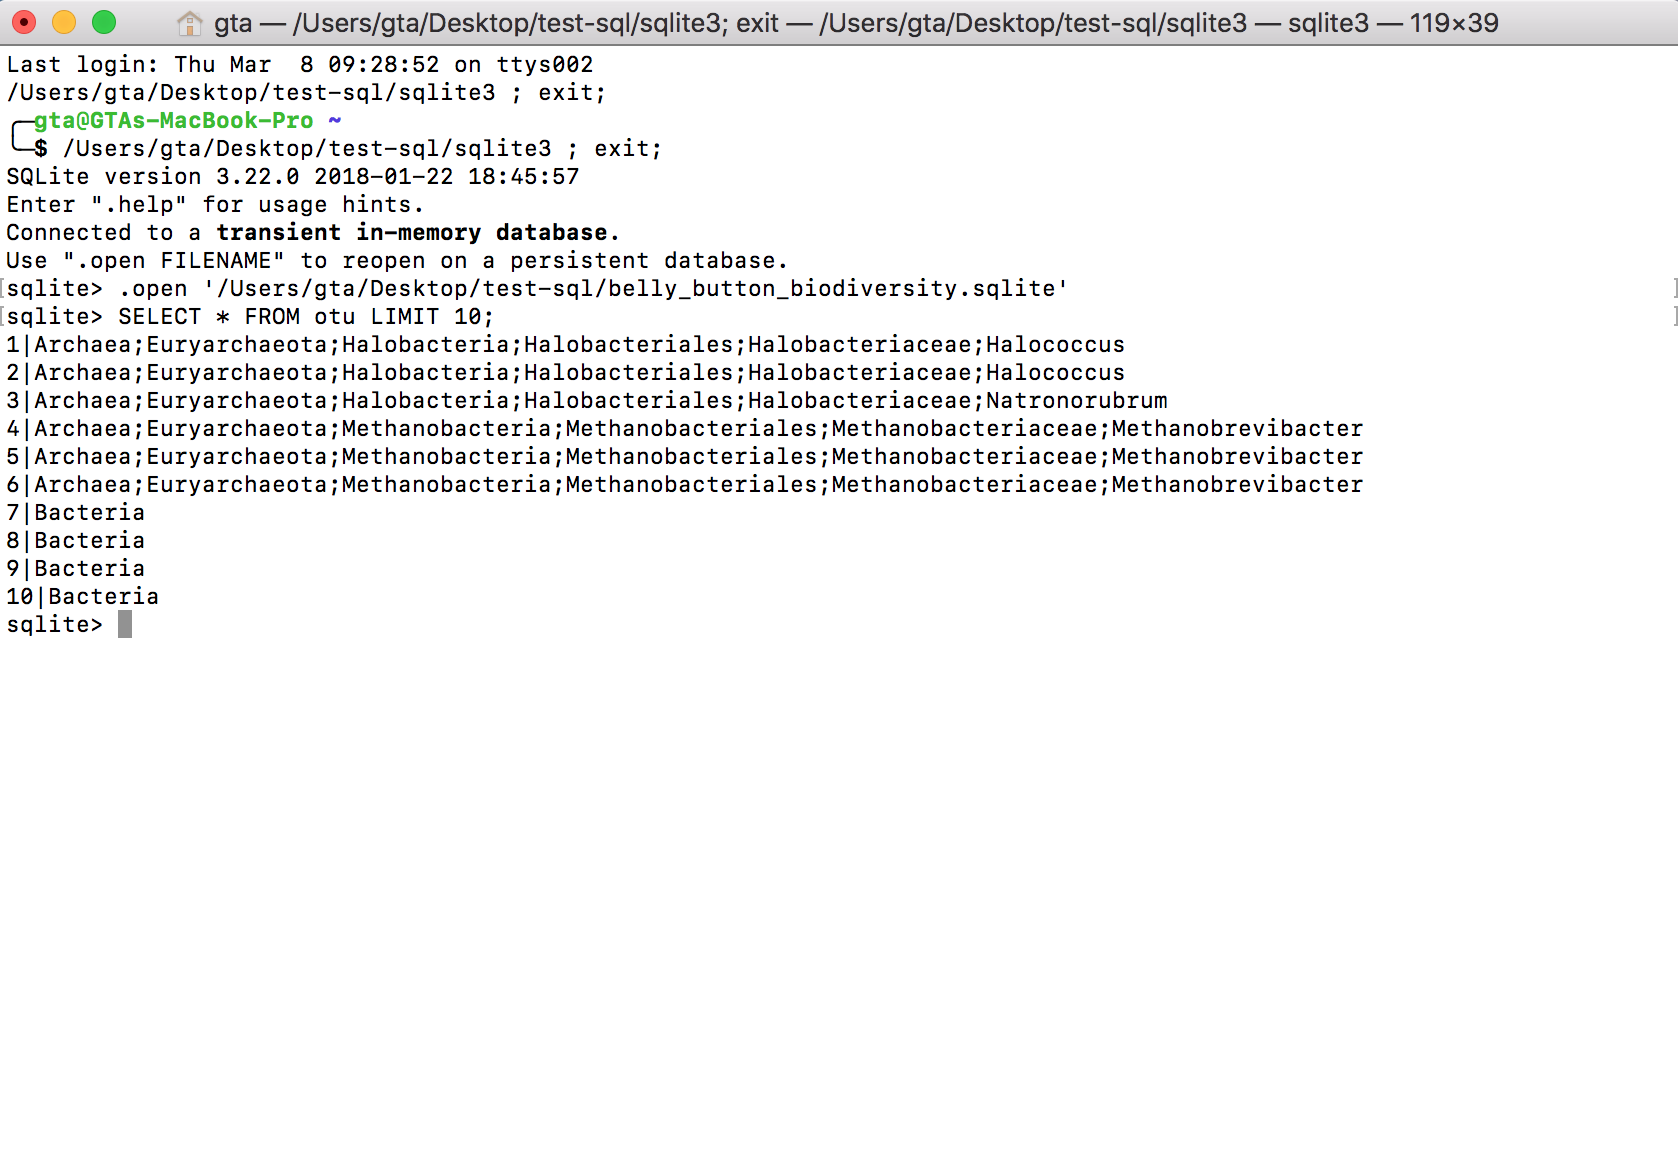 gta — /Users/gta/Desktop/test-sql/sqlite3; exit — /Users/gta/Desktop/test-sql/sqlite3 — sqlite3 — 119×39
Last login: Thu Mar  8 09:28:52 on ttys002
/Users/gta/Desktop/test-sql/sqlite3 ; exit;
gta@GTAs-MacBook-Pro ~
$ /Users/gta/Desktop/test-sql/sqlite3 ; exit;
SQLite version 3.22.0 2018-01-22 18:45:57
Enter ".help" for usage hints.
Connected to a transient in-memory database.
Use ".open FILENAME" to reopen on a persistent database.
[sqlite> .open '/Users/gta/Desktop/test-sql/belly_button_biodiversity.sqlite' ]
[sqlite> SELECT * FROM otu LIMIT 10; ]
1|Archaea;Euryarchaeota;Halobacteria;Halobacteriales;Halobacteriaceae;Halococcus
2|Archaea;Euryarchaeota;Halobacteria;Halobacteriales;Halobacteriaceae;Halococcus
3|Archaea;Euryarchaeota;Halobacteria;Halobacteriales;Halobacteriaceae;Natronorubrum
4|Archaea;Euryarchaeota;Methanobacteria;Methanobacteriales;Methanobacteriaceae;Methanobrevibacter
5|Archaea;Euryarchaeota;Methanobacteria;Methanobacteriales;Methanobacteriaceae;Methanobrevibacter
6|Archaea;Euryarchaeota;Methanobacteria;Methanobacteriales;Methanobacteriaceae;Methanobrevibacter
7|Bacteria
8|Bacteria
9|Bacteria
10|Bacteria
sqlite>